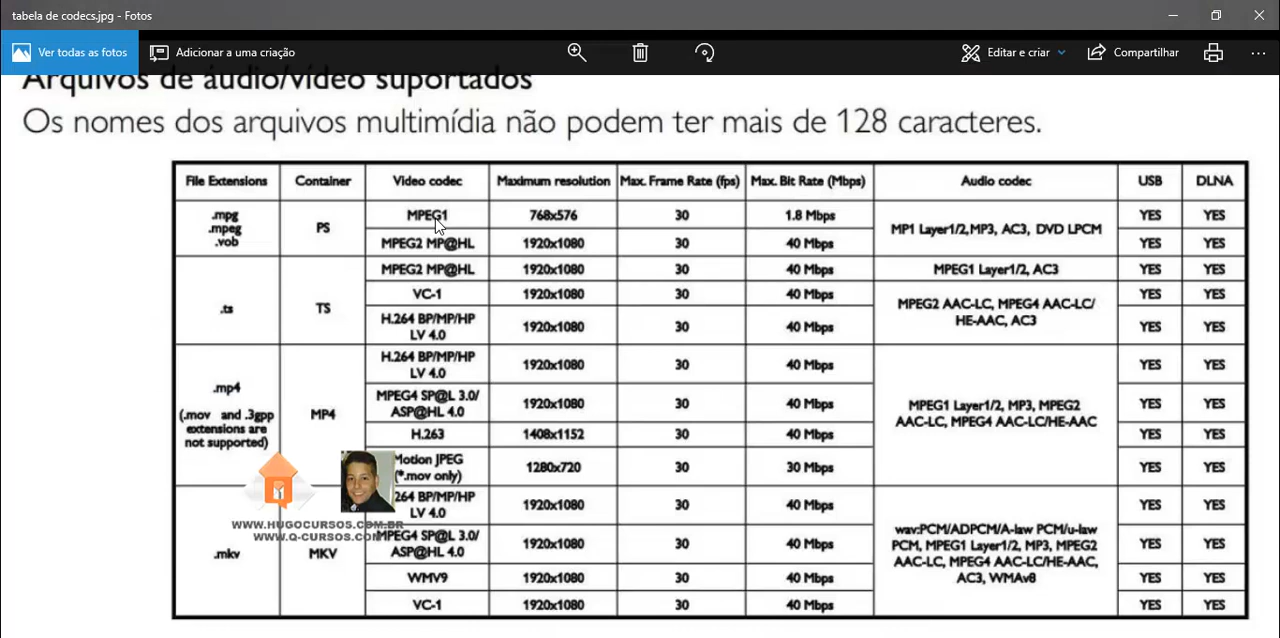 tabela de codecs.jpg - Fotos
Ver todas as fotos
Adicionar a uma criação
Editar e criar
Compartilhar
Arquivos de áudio/vídeo suportados
Os nomes dos arquivos multimídia não podem ter mais de 128 caracteres.
File Extensions Container Video codec Maximum resolution Max. Frame Rate (fps) Max. Bit Rate (Mbps) Audio codec USB DLNA
.mpg
.mpeg
.vob
PS
MPEG1 768x576 30 1.8 Mbps
MP1 Layer1/2,MP3, AC3, DVD LPCM
YES YES
MPEG2 MP@HL 1920x1080 30 40 Mbps YES YES
.ts
TS
MPEG2 MP@HL 1920x1080 30 40 Mbps MPEG1 Layer1/2, AC3 YES YES
VC-1 1920x1080 30 40 Mbps
MPEG2 AAC-LC, MPEG4 AAC-LC/
HE-AAC, AC3
YES YES
H.264 BP/MP/HP
LV 4.0
1920x1080 30 40 Mbps YES YES
.mp4
(.mov and .3gpp
extensions are
not supported)
MP4
H.264 BP/MP/HP
LV 4.0
1920x1080 30 40 Mbps
MPEG1 Layer1/2, MP3, MPEG2
AAC-LC, MPEG4 AAC-LC/HE-AAC
YES YES
MPEG4 SP@L 3.0/
ASP@HL 4.0
1920x1080 30 40 Mbps YES YES
H.263 1408x1152 30 40 Mbps YES YES
Motion JPEG
(*.mov only)
1280x720 30 30 Mbps YES YES
.mkv
MKV
264 BP/MP/HP
LV 4.0
1920x1080 30 40 Mbps
wav:PCM/ADPCM/A-law PCM/u-law
PCM, MPEG1 Layer1/2, MP3, MPEG2
AAC-LC, MPEG4 AAC-LC/HE-AAC,
AC3, WMAv8
YES YES
MPEG4 SP@L 3.0/
ASP@HL 4.0
1920x1080 30 40 Mbps YES YES
WMV9 1920x1080 30 40 Mbps YES YES
VC-1 1920x1080 30 40 Mbps YES YES
WWW.HUGOCURSOS.COM.BR
WWW.Q-CURSOS.COM